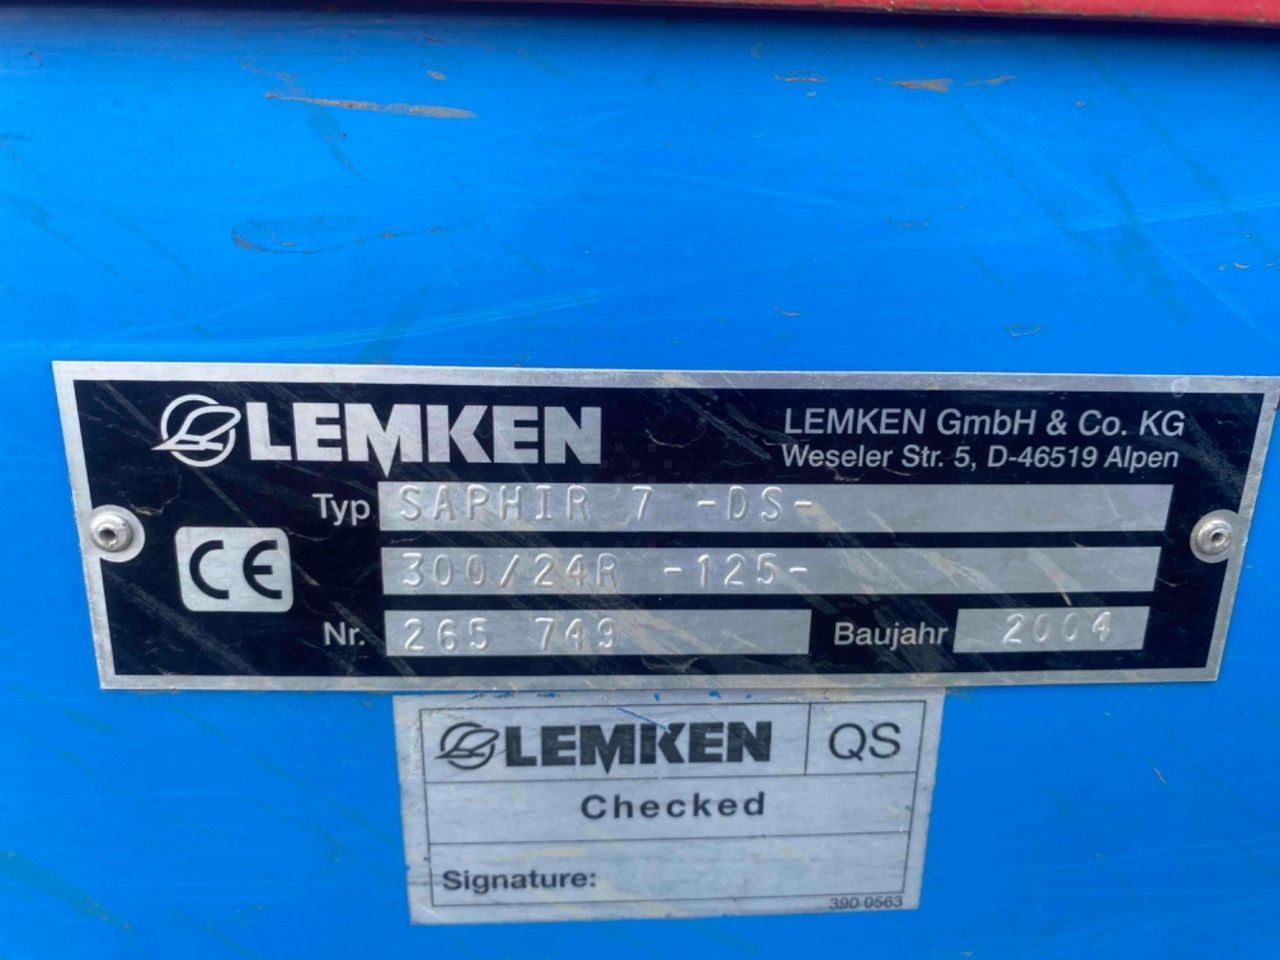 LEMKEN
LEMKEN GmbH & Co. KG
Weseler Str. 5, D-46519 Alpen
Typ SAPHIR 7 -DS-
CE 300/24R -125-
Nr. 265 749 Baujahr 2004
LEMKEN QS
Checked
Signature:
390 0563